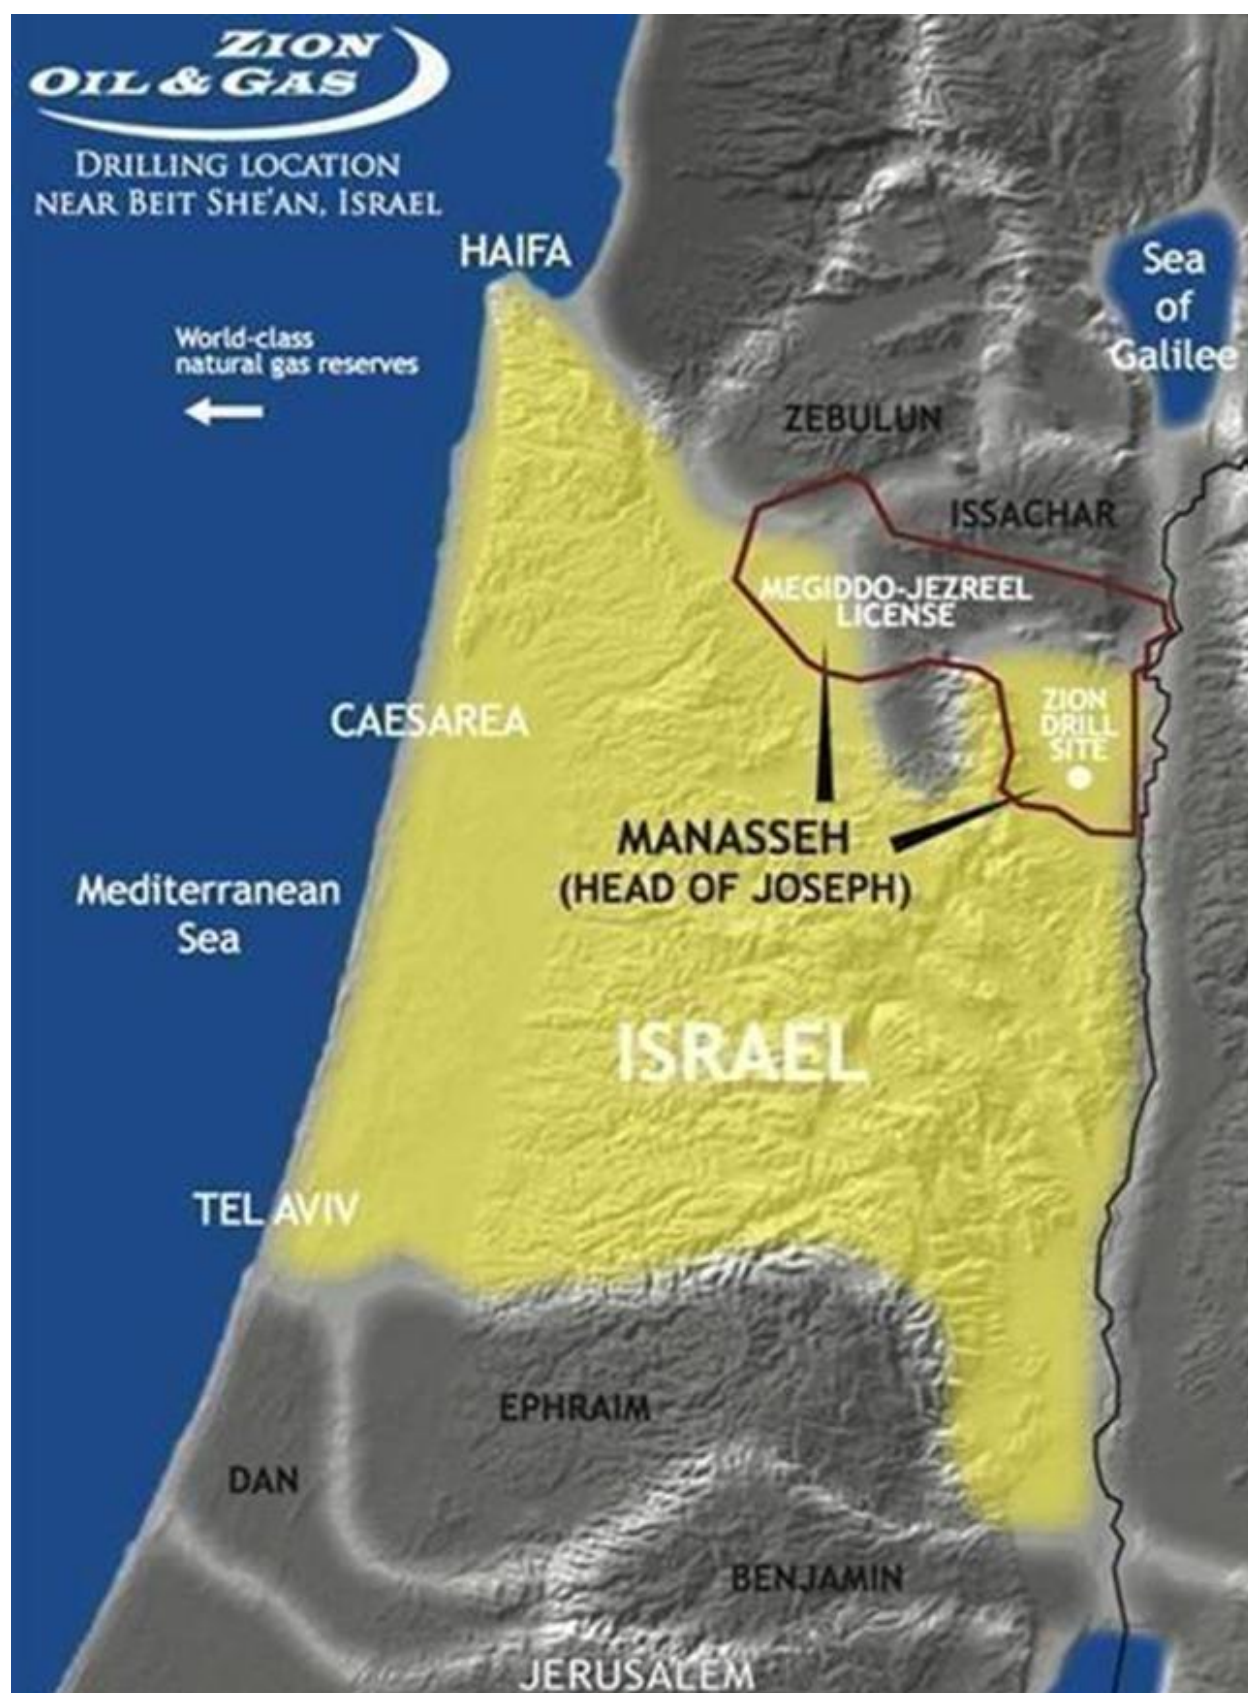 ZION
OIL & GAS
DRILLING LOCATION
NEAR BEIT SHE'AN, ISRAEL
HAIFA
World-class
natural gas reserves
Sea
of
Galilee
ZEBULUN
ISSACHAR
MEGIDDO-JEZREEL
LICENSE
ZION
DRILL
SITE
CAESAREA
MANASSEH
(HEAD OF JOSEPH)
Mediterranean
Sea
ISRAEL
TEL AVIV
EPHRAIM
DAN
BENJAMIN
JERUSALEM